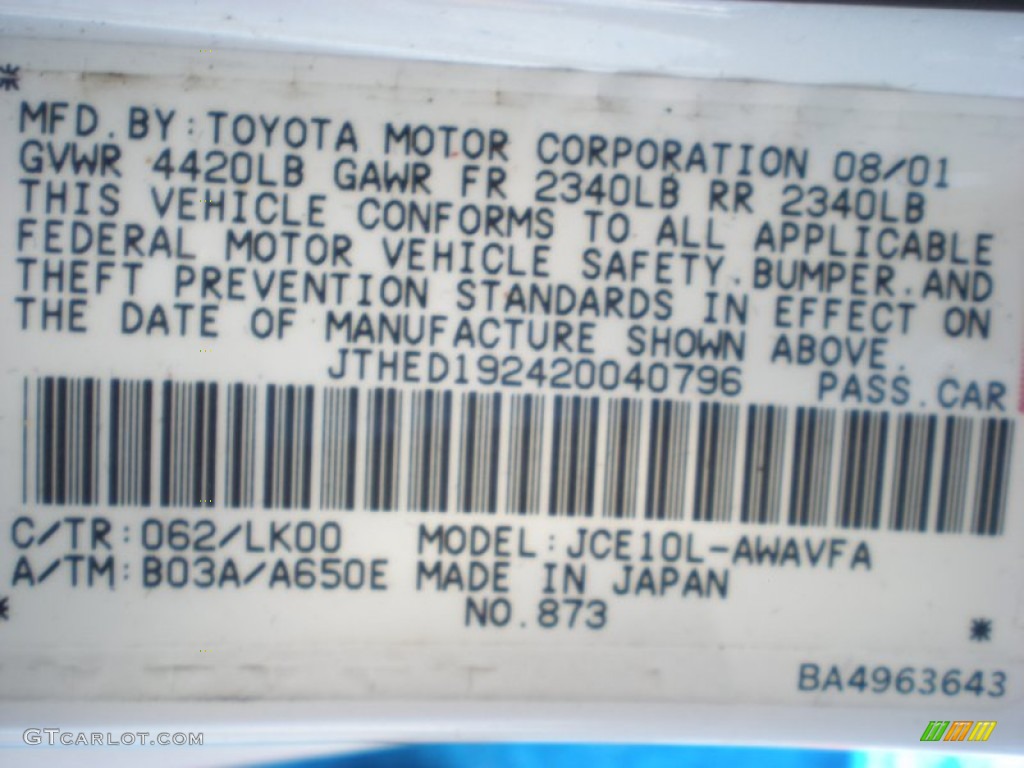 MFD.BY:TOYOTA MOTOR CORPORATION 08/01
GVWR 4420LB GAWR FR 2340LB RR 2340LB
THIS VEHICLE CONFORMS TO ALL APPLICABLE
FEDERAL MOTOR VEHICLE SAFETY.BUMPER.AND
THEFT PREVENTION STANDARDS IN EFFECT ON
THE DATE OF MANUFACTURE SHOWN ABOVE.
JTHED192420040796 PASS.CAR
C/TR:062/LK00 MODEL:JCE10L-AWAVFA
A/TM:B03A/A650E MADE IN JAPAN
NO.873
BA4963643
GTCARLOT.COM